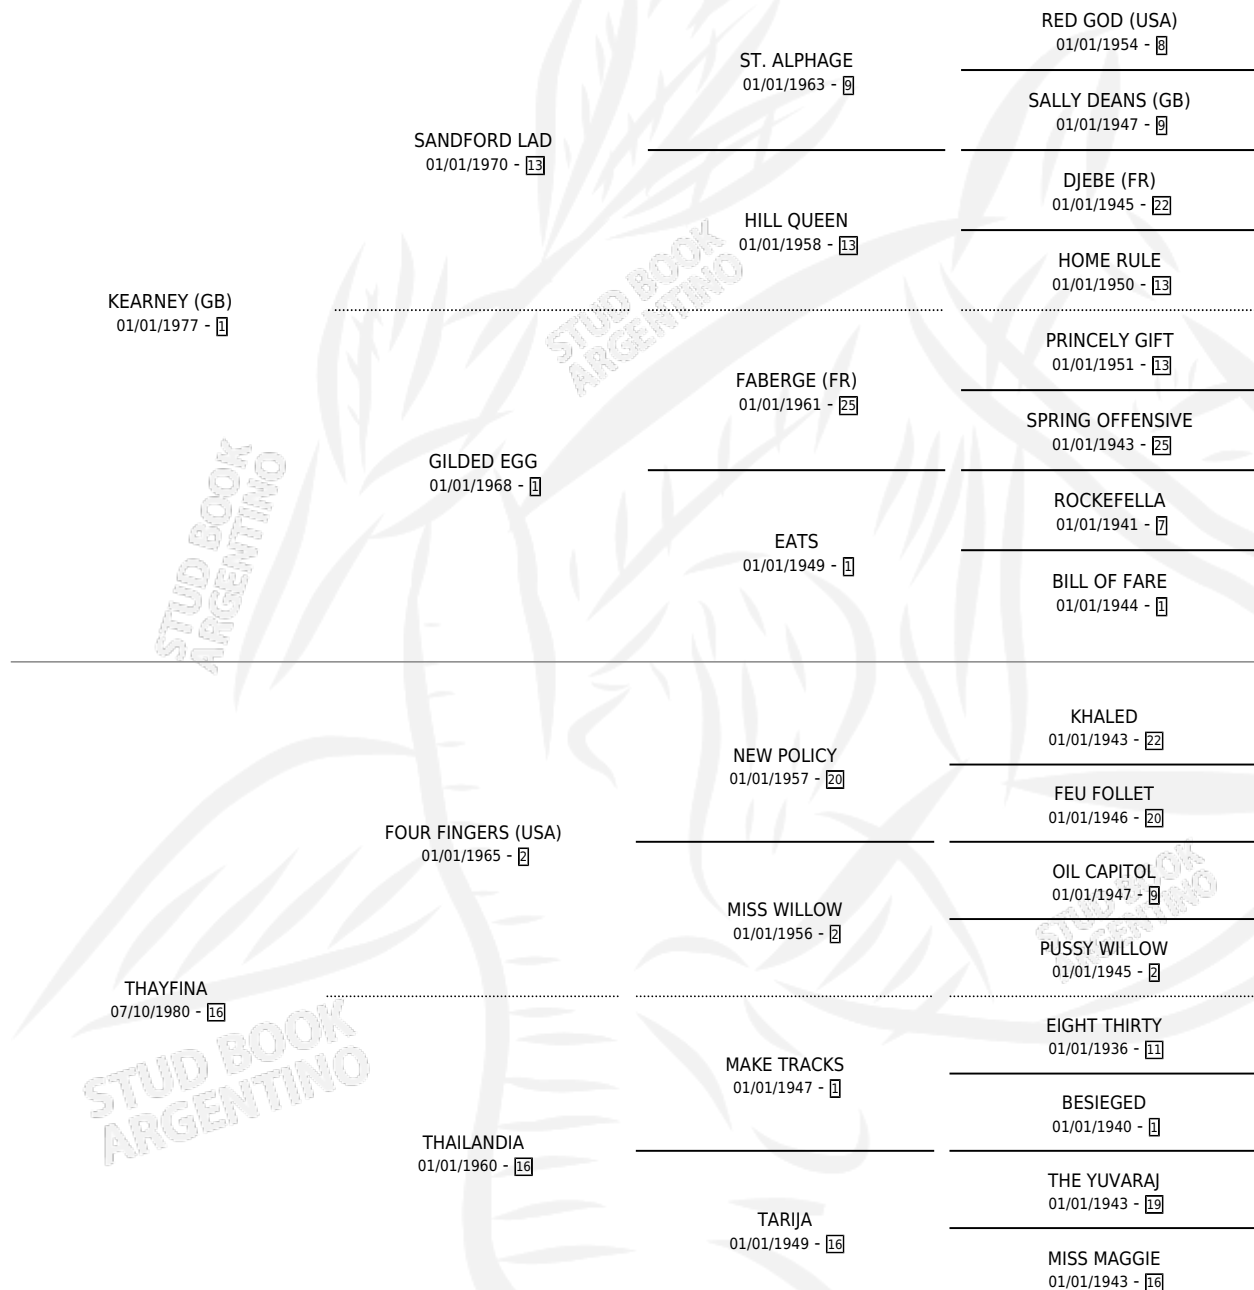 RED GOD (USA)
01/01/1954 - 8
ST. ALPHAGE
01/01/1963 - 9
SALLY DEANS (GB)
01/01/1947 - 9
SANDFORD LAD
01/01/1970 - 13
DJEBE (FR)
01/01/1945 - 22
HILL QUEEN
01/01/1958 - 13
HOME RULE
01/01/1950 - 13
KEARNEY (GB)
01/01/1977 - 1
PRINCELY GIFT
01/01/1951 - 13
FABERGE (FR)
01/01/1961 - 25
SPRING OFFENSIVE
01/01/1943 - 25
GILDED EGG
01/01/1968 - 1
ROCKEFELLA
01/01/1941 - 7
EATS
01/01/1949 - 1
BILL OF FARE
01/01/1944 - 1
KHALED
01/01/1943 - 22
NEW POLICY
01/01/1957 - 20
FEU FOLLET
01/01/1946 - 20
FOUR FINGERS (USA)
01/01/1965 - 2
OIL CAPITOL
01/01/1947 - 9
MISS WILLOW
01/01/1956 - 2
PUSSY WILLOW
01/01/1945 - 2
THAYFINA
07/10/1980 - 16
EIGHT THIRTY
01/01/1936 - 11
MAKE TRACKS
01/01/1947 - 1
BESIEGED
01/01/1940 - 1
THAILANDIA
01/01/1960 - 16
THE YUVARAJ
01/01/1943 - 19
TARIJA
01/01/1949 - 16
MISS MAGGIE
01/01/1943 - 16
STUD BOOK
ARGENTINO
STUD BOOK
ARGENTINO
STUD BOOK
ARGENTINO
STUD BOOK
ARGENTINO